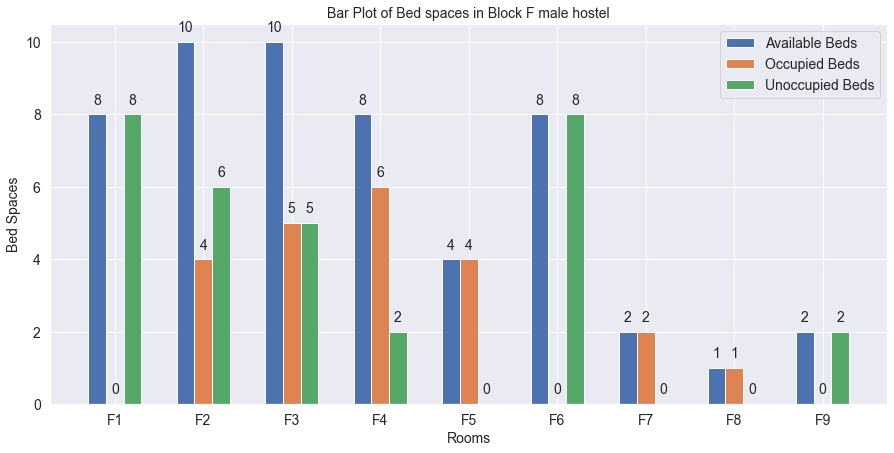 Bar Plot of Bed spaces in Block F male hostel
Available Beds
Occupied Beds
Unoccupied Beds
Bed Spaces
10
8
6
4
2
0
8 0 8
10 4 6
10 5 5
8 6 2
4 4 0
8 0 8
2 2 0
1 1 0
2 0 2
F1 F2 F3 F4 F5 F6 F7 F8 F9
Rooms